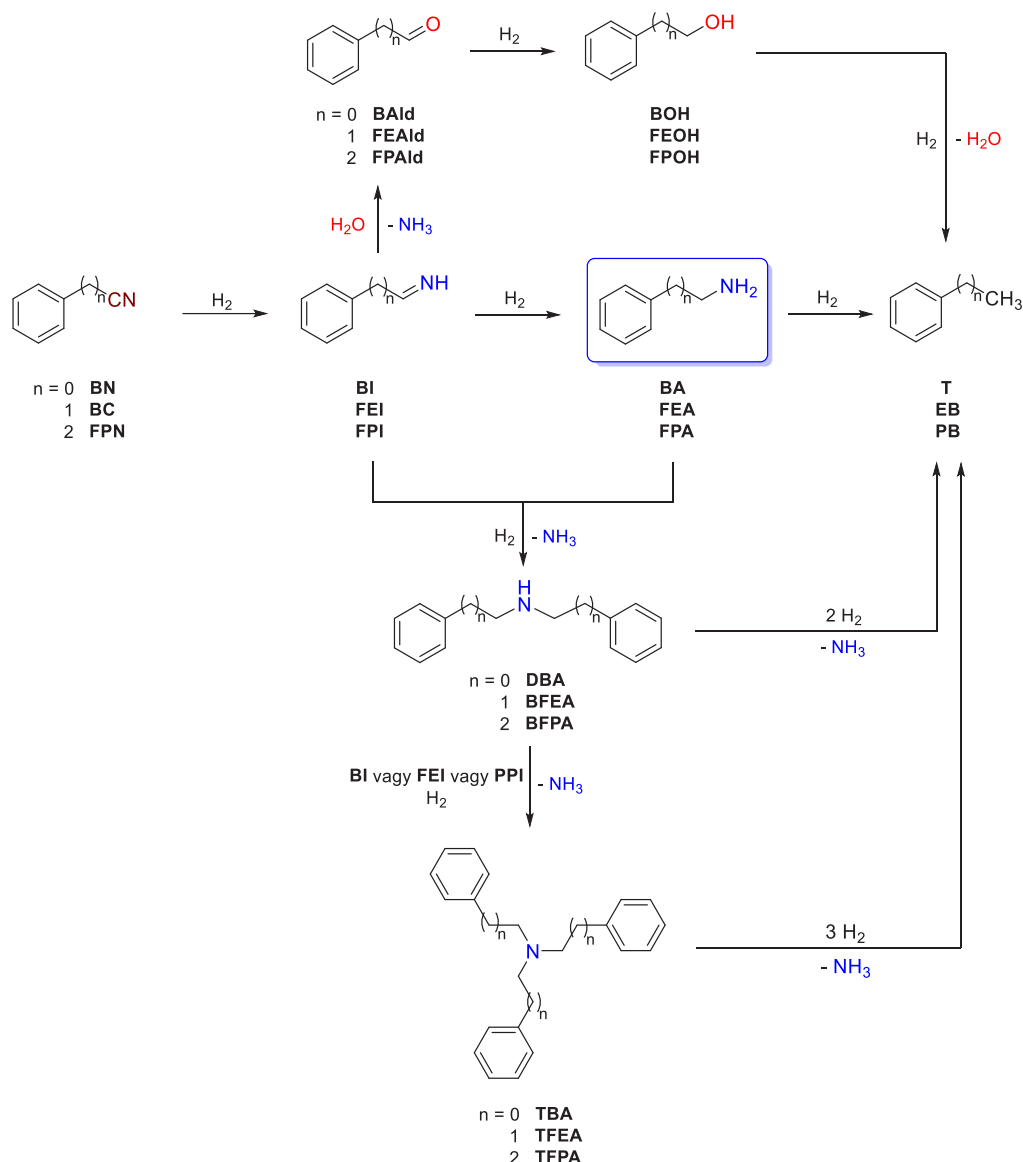 ( )n O
H2
( )n OH
n = 0 BAld
1 FEAld
2 FPAld
BOH
FEOH
FPOH
H2 - H2O
H2O - NH3
( )n CN
H2
( )n NH
H2
( )n NH2
H2
( )n CH3
n = 0 BN
1 BC
2 FPN
BI
FEI
FPI
BA
FEA
FPA
T
EB
PB
H2 - NH3
( )n H N ( )n
2 H2
- NH3
n = 0 DBA
1 BFEA
2 BFPA
BI vagy FEI vagy PPI - NH3
H2
( )n ( )n
N
( )n
3 H2
- NH3
n = 0 TBA
1 TFEA
2 TFPA